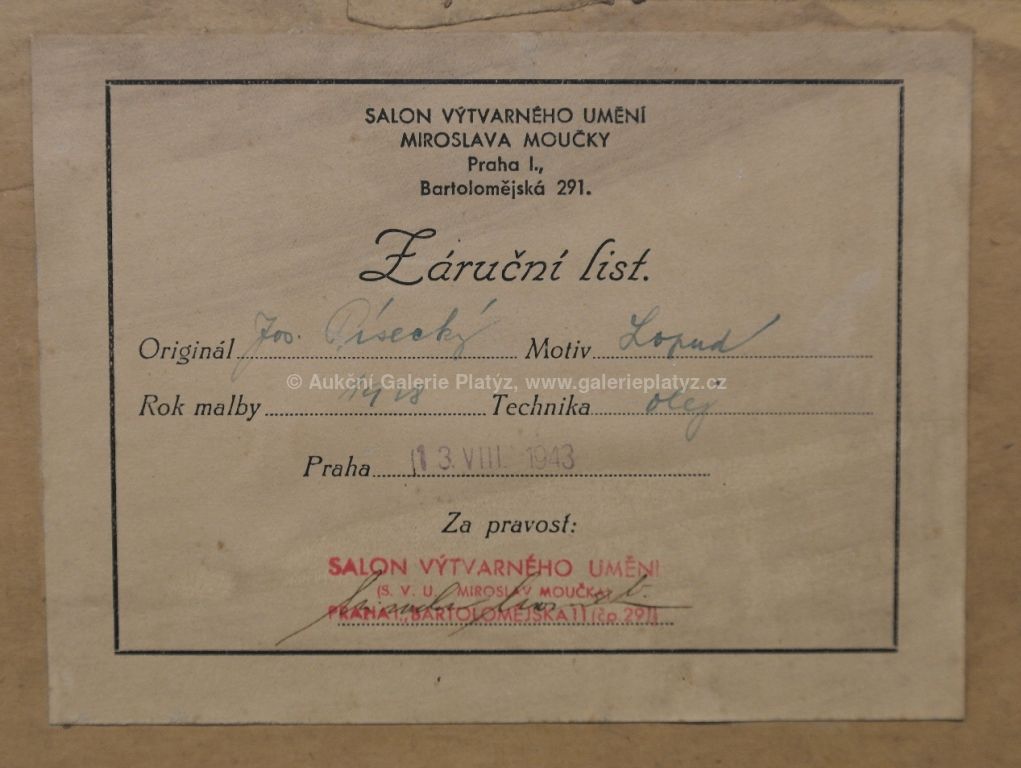 SALON VÝTVARNÉHO UMĚNÍ
MIROSLAVA MOUČKY
Praha I.,
Bartolomějská 291.
Záruční list.
Originál Jos. Písecký Motiv Lopud
© Aukční Galerie Platýz, www.galerieplatyz.cz
Rok malby Technika olej
Praha 13. VIII. 1943
Za pravost:
SALON VÝTVARNÉHO UMĚNÍ
(S. V. U. MIROSLAV MOUČKA)
PRAHA I., BARTOLOMĚJSKÁ 11 (čp. 291)